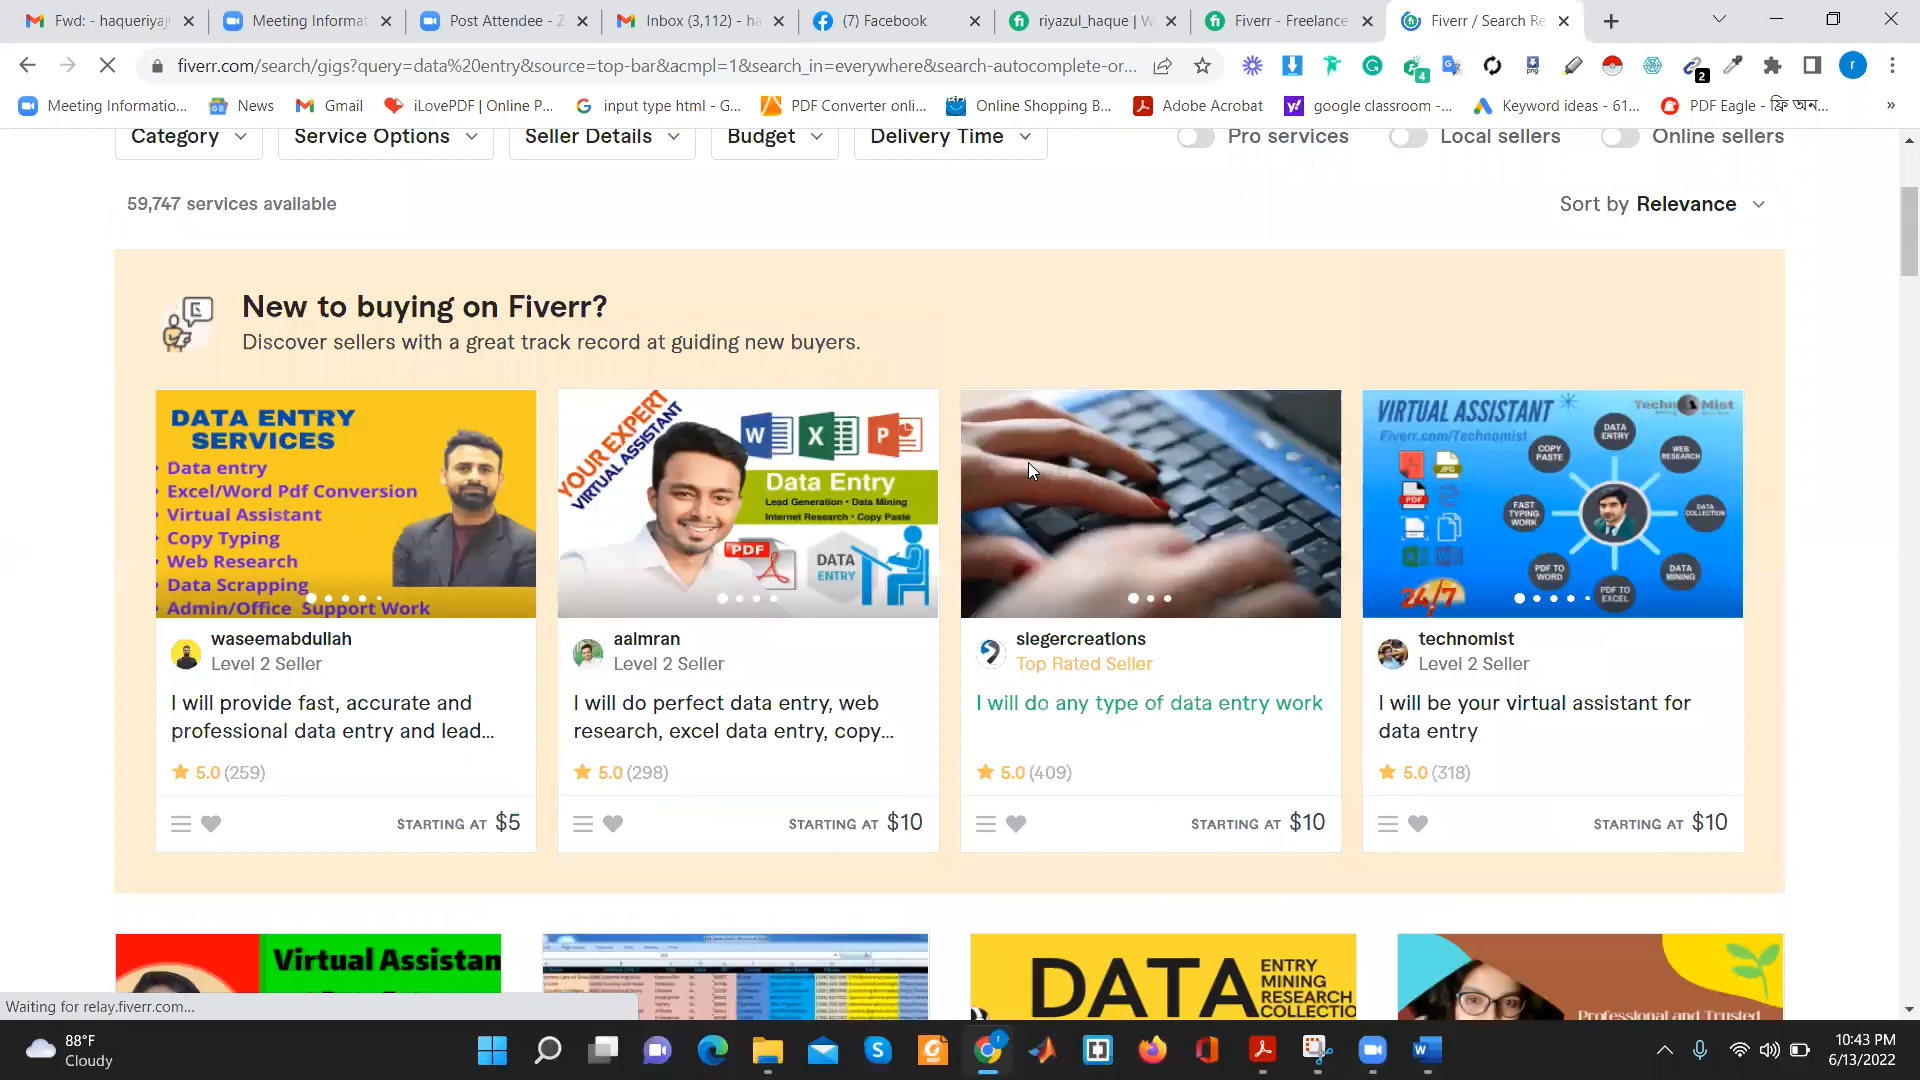 Fwd: - haqueriyaj
Meeting Informat
Post Attendee - Z
Inbox (3,112) - ha
(7) Facebook
riyazul_haque | W
Fiverr - Freelance
Fiverr / Search Re
fiverr.com/search/gigs?query=data%20entry&source=top-bar&acmpl=1&search_in=everywhere&search-autocomplete-or...
4
2
r
Meeting Informatio...
News
Gmail
iLovePDF | Online P...
input type html - G...
PDF Converter onli...
Online Shopping B...
Adobe Acrobat
google classroom -...
Keyword ideas - 61...
PDF Eagle - ফ্রি অন...
»
Category
Service Options
Seller Details
Budget
Delivery Time
Pro services
Local sellers
Online sellers
59,747 services available
Sort by Relevance
New to buying on Fiverr?
Discover sellers with a great track record at guiding new buyers.
DATA ENTRY
SERVICES
Data entry
Excel/Word Pdf Conversion
Virtual Assistant
Copy Typing
Web Research
Data Scrapping
Admin/Office Support Work
YOUR EXPERT
VIRTUAL ASSISTANT
W
X
P
Data Entry
Lead Generation • Data Mining
Internet Research • Copy Paste
PDF
DATA
ENTRY
VIRTUAL ASSISTANT
Techn Mist
Fiverr.com/Technomist
DATA
ENTRY
COPY
PASTE
WEB
RESEARCH
JPG
PDF
FAST
TYPING
WORK
DATA
COLLECTION
PDF TO
WORD
DATA
MINING
PDF TO
EXCEL
24/7
waseemabdullah
Level 2 Seller
I will provide fast, accurate and
professional data entry and lead...
5.0 (259)
STARTING AT $5
aalmran
Level 2 Seller
I will do perfect data entry, web
research, excel data entry, copy...
5.0 (298)
STARTING AT $10
slegercreations
Top Rated Seller
I will do any type of data entry work
5.0 (409)
STARTING AT $10
technomist
Level 2 Seller
I will be your virtual assistant for
data entry
5.0 (318)
STARTING AT $10
Virtual Assistan
DATA
ENTRY
MINING
RESEARCH
COLLECTIO
Professional and Trusted
Waiting for relay.fiverr.com...
88°F
Cloudy
10:43 PM
6/13/2022